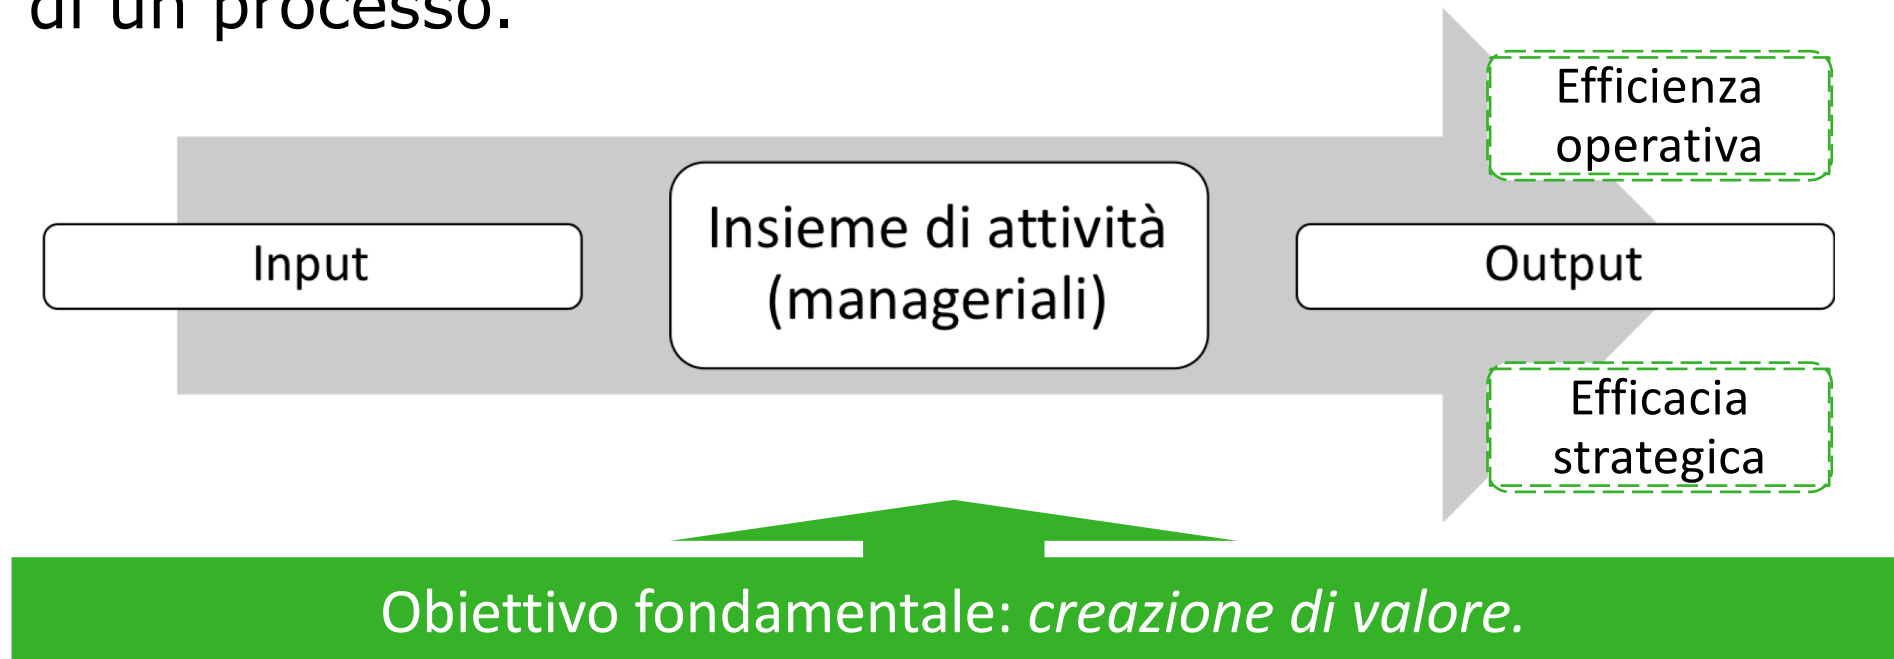 di un processo.
Efficienza
operativa
Input
Insieme di attività
(manageriali)
Output
Efficacia
strategica
Obiettivo fondamentale: creazione di valore.